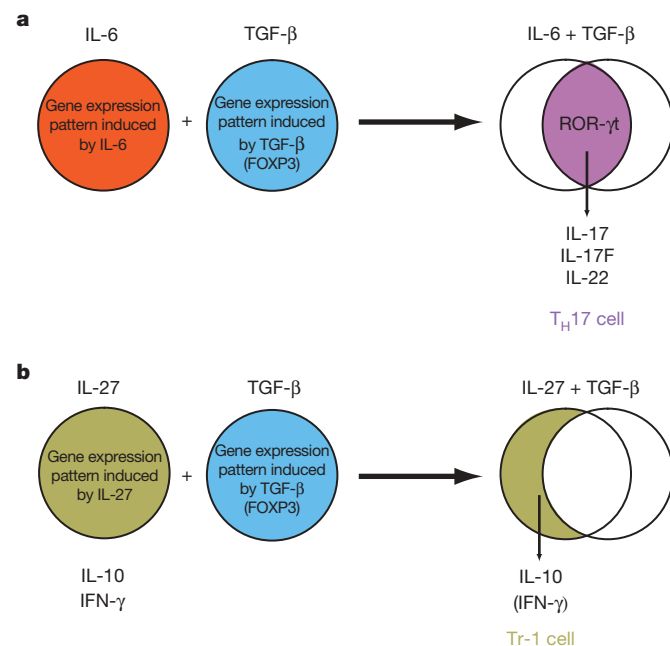 a
IL-6
TGF-β
IL-6 + TGF-β
Gene expression
pattern induced
by IL-6
+
Gene expression
pattern induced
by TGF-β
(FOXP3)
ROR-γt
IL-17
IL-17F
IL-22
TH17 cell
b
IL-27
TGF-β
IL-27 + TGF-β
Gene expression
pattern induced
by IL-27
+
Gene expression
pattern induced
by TGF-β
(FOXP3)
IL-10
IFN-γ
IL-10
(IFN-γ)
Tr-1 cell